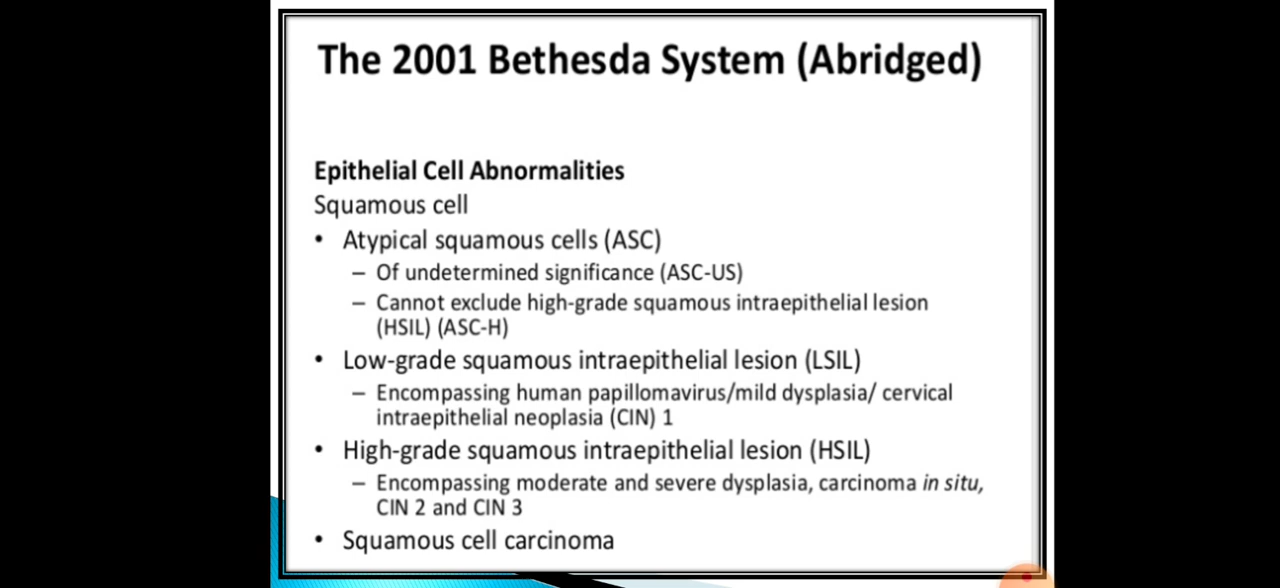 The 2001 Bethesda System (Abridged)
Epithelial Cell Abnormalities
Squamous cell
• Atypical squamous cells (ASC)
– Of undetermined significance (ASC-US)
– Cannot exclude high-grade squamous intraepithelial lesion
(HSIL) (ASC-H)
• Low-grade squamous intraepithelial lesion (LSIL)
– Encompassing human papillomavirus/mild dysplasia/ cervical
intraepithelial neoplasia (CIN) 1
• High-grade squamous intraepithelial lesion (HSIL)
– Encompassing moderate and severe dysplasia, carcinoma in situ,
CIN 2 and CIN 3
• Squamous cell carcinoma